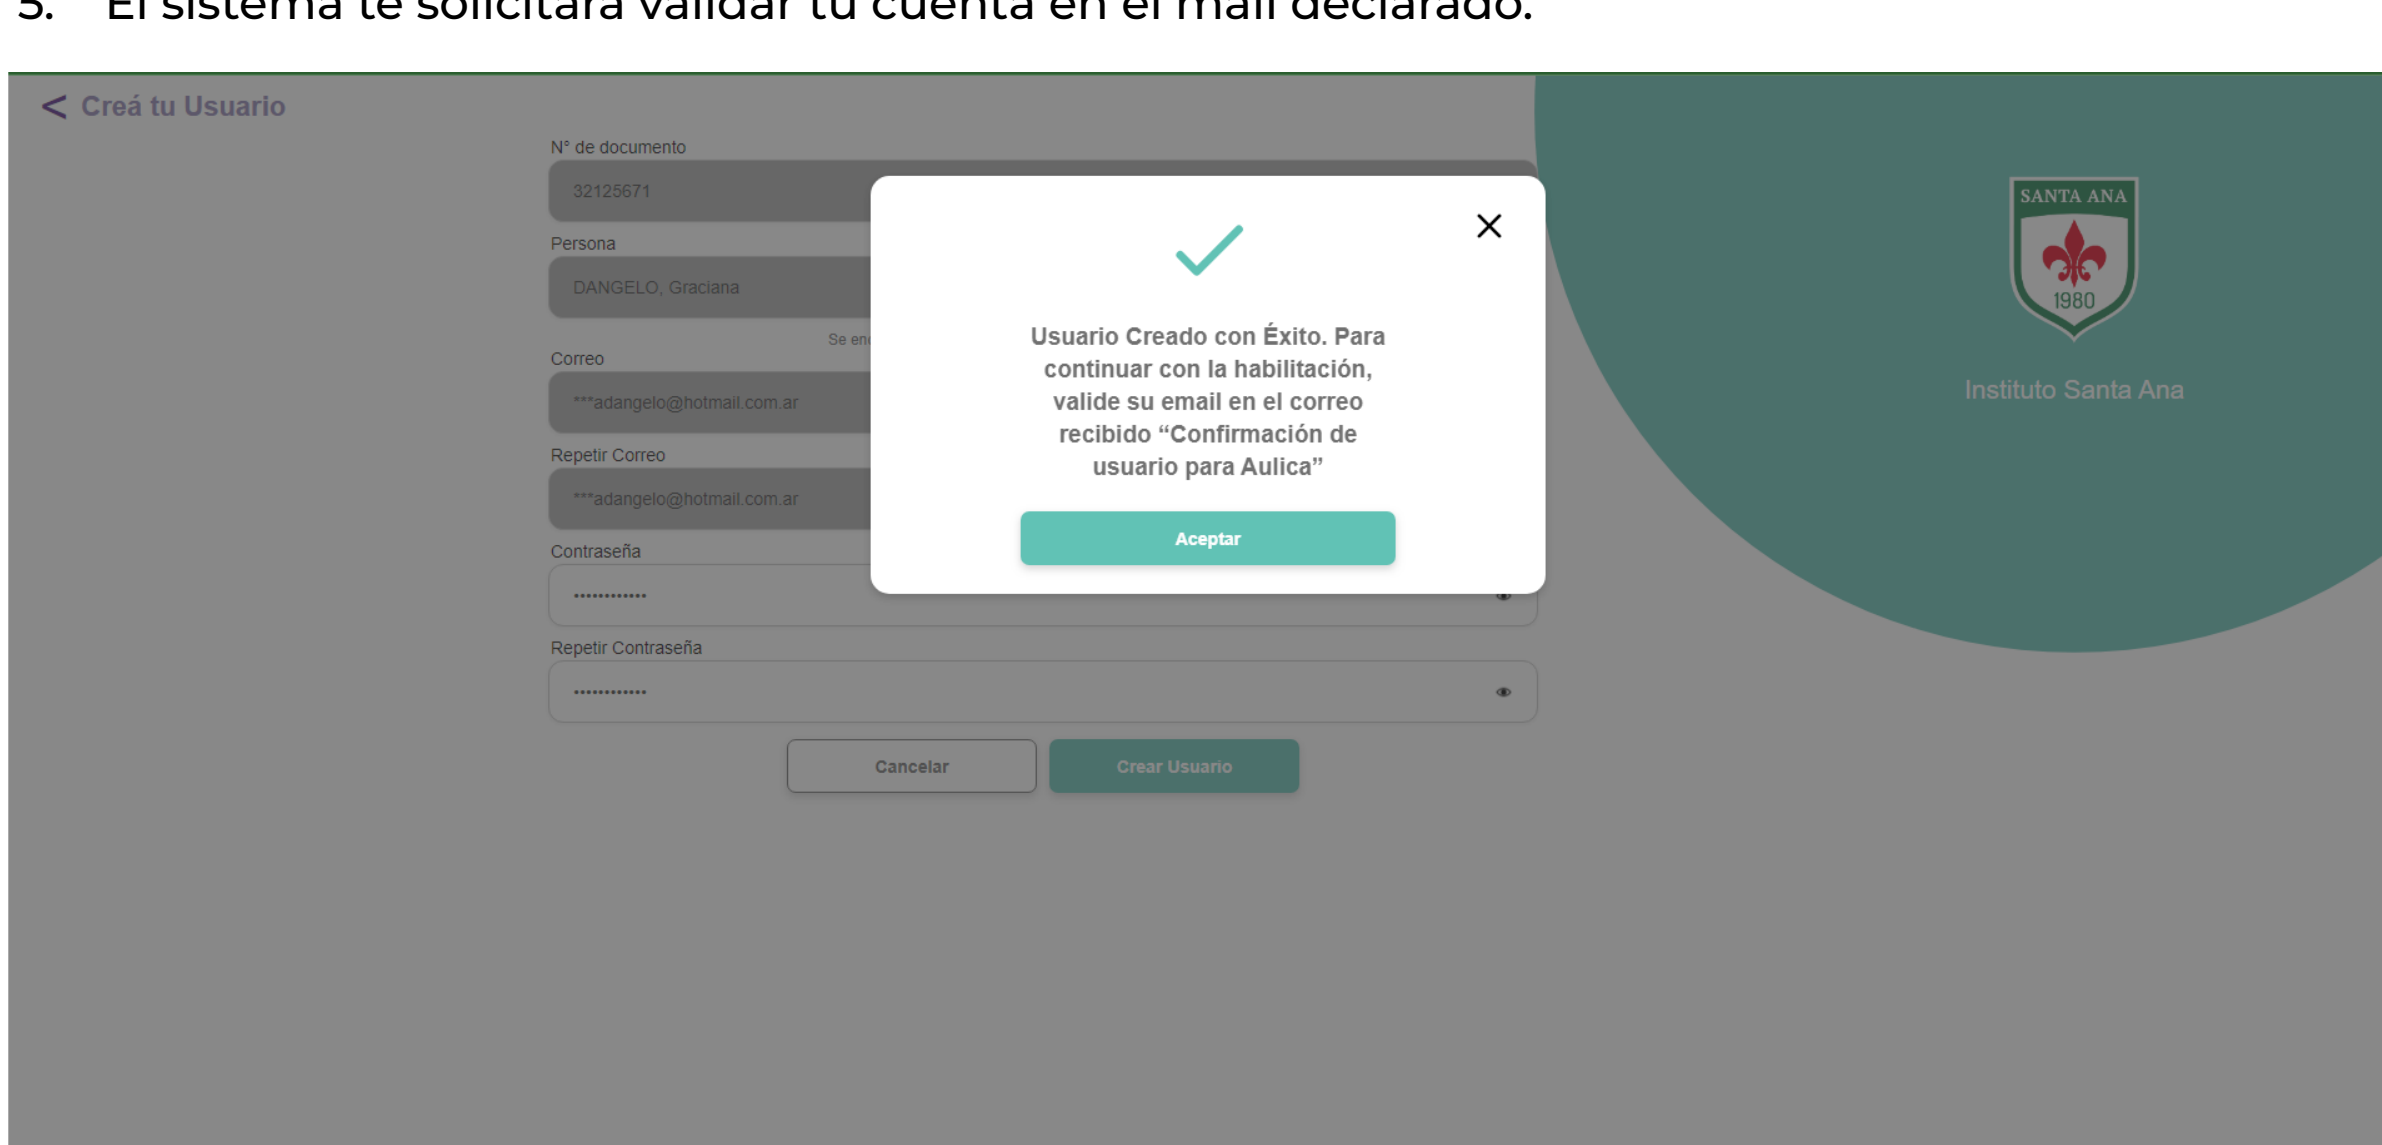 5. El sistema te solicitará validar tu cuenta en el mail declarado.
< Creá tu Usuario
N° de documento
32125671
Persona
DANGELO, Graciana
Se
Correo
***adangelo@hotmail.com.ar
Repetir Correo
***adangelo@hotmail.com.ar
Contraseña
••••••••••••
Repetir Contraseña
••••••••••••
Cancelar
Crear Usuario
Usuario Creado con Éxito. Para
continuar con la habilitación,
valide su email en el correo
recibido “Confirmación de
usuario para Aulica”
Aceptar
SANTA ANA
1980
Instituto Santa Ana